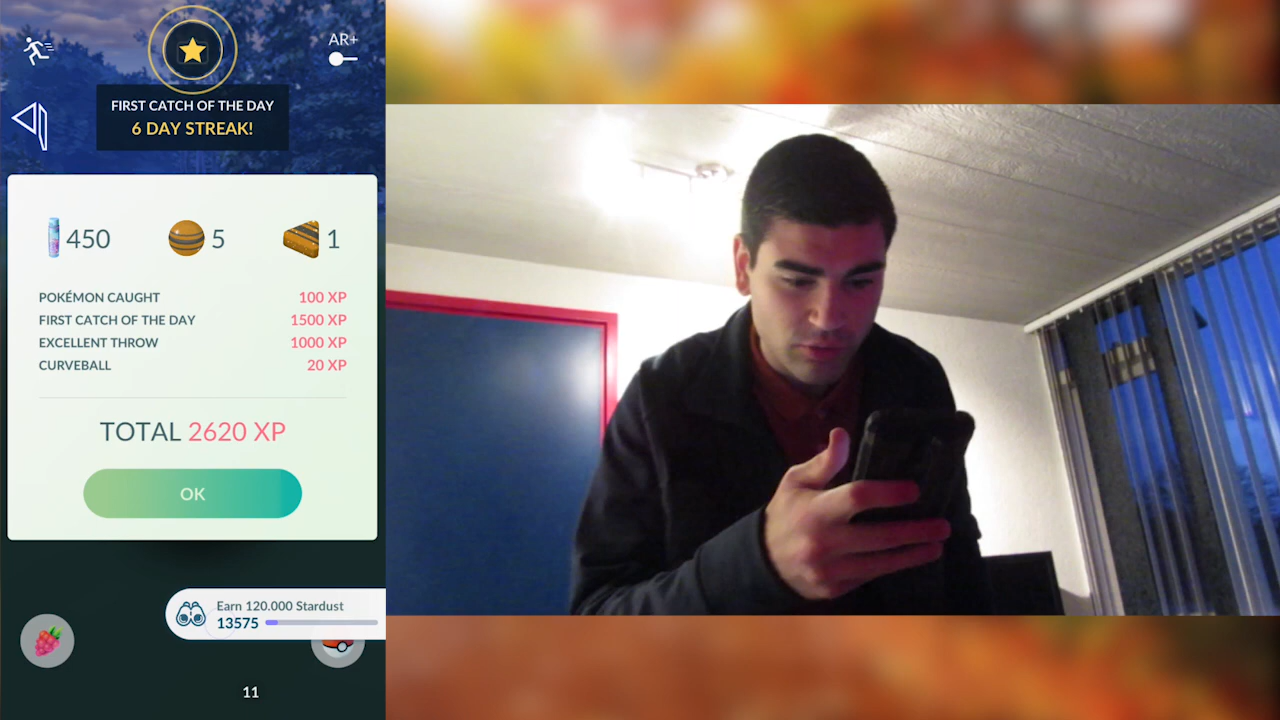 AR+
FIRST CATCH OF THE DAY
6 DAY STREAK!
450 5 1
POKÉMON CAUGHT 100 XP
FIRST CATCH OF THE DAY 1500 XP
EXCELLENT THROW 1000 XP
CURVEBALL 20 XP
TOTAL 2620 XP
OK
Earn 120.000 Stardust
13575
11